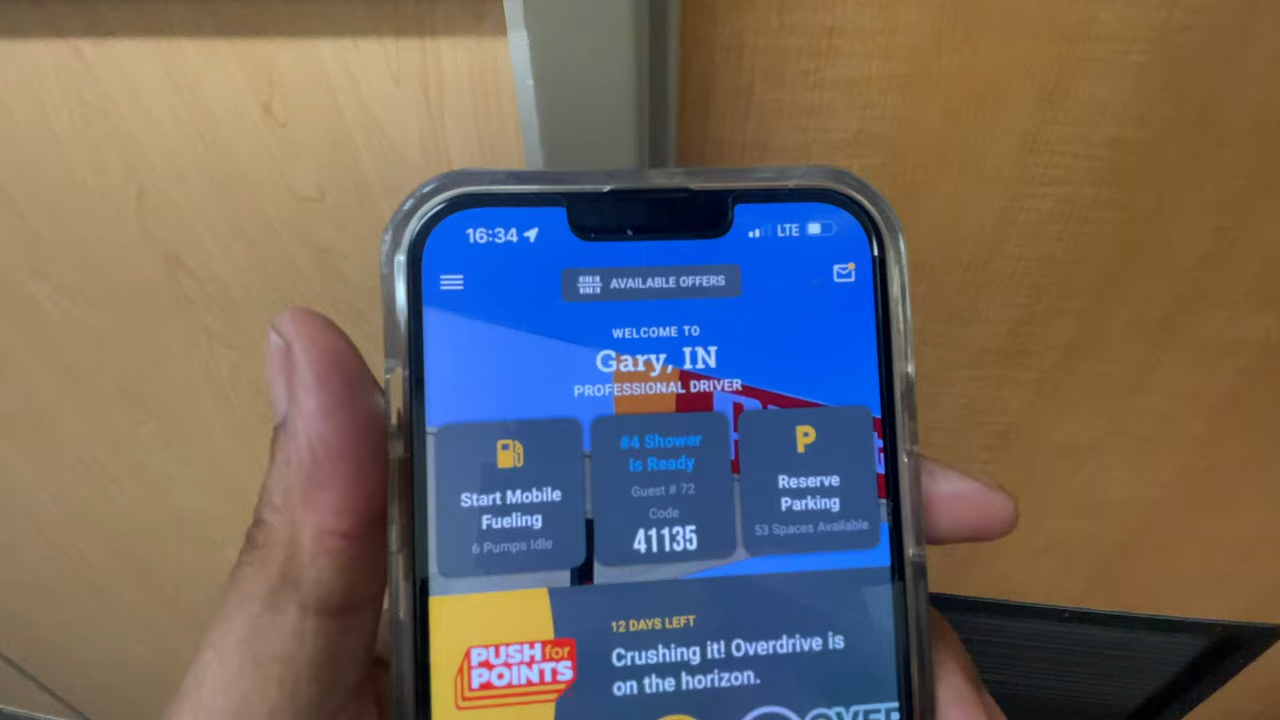 16:34 LTE
AVAILABLE OFFERS
WELCOME TO
Gary, IN
PROFESSIONAL DRIVER
Start Mobile
Fueling
6 Pumps Idle
#4 Shower
is Ready
Guest # 72
Code
41135
P
Reserve
Parking
53 Spaces Available
PUSH for
POINTS
12 DAYS LEFT
Crushing it! Overdrive is
on the horizon.